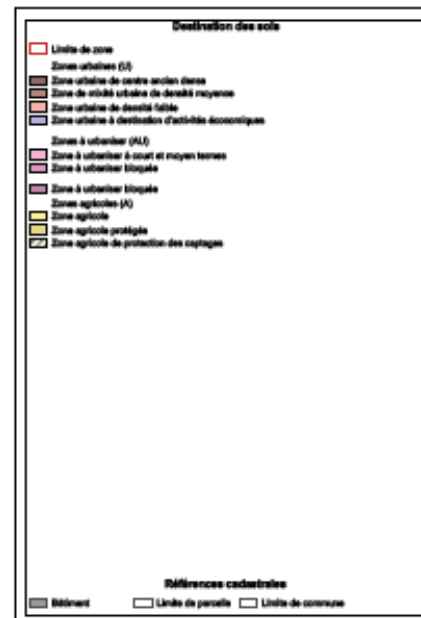 Destination des sols
Limite de zone
Zones urbaines (U)
Zone urbaine de centre ancien dense
Zone de mixité urbaine de densité moyenne
Zone urbaine de densité faible
Zone urbaine à destination d'activités économiques
Zones à urbaniser (AU)
Zone à urbaniser à court et moyen termes
Zone à urbaniser bloquée
Zone à urbaniser bloquée
Zones agricoles (A)
Zone agricole
Zone agricole protégée
Zone agricole de protection des captages
Références cadastrales
Bâtiment Limite de parcelle Limite de commune